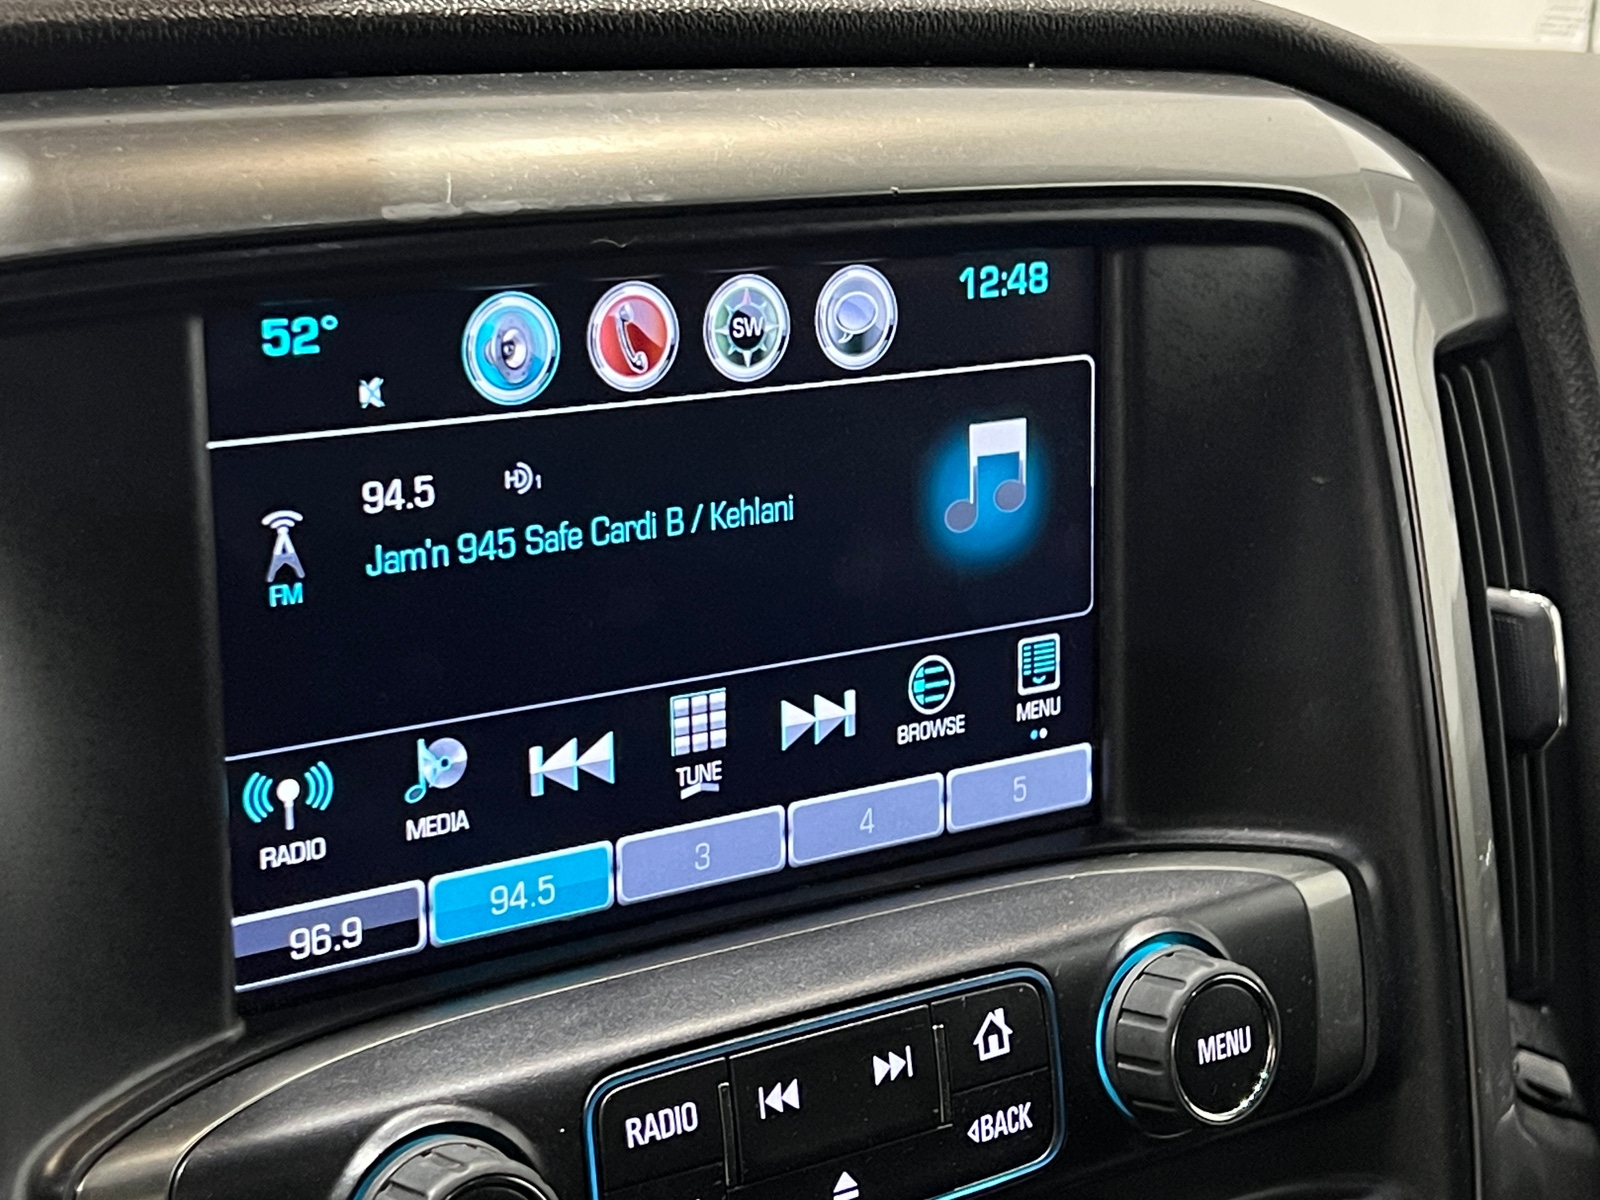 52°
SW
12:48
94.5 HD1
Jam'n 945 Safe Cardi B / Kehlani
FM
RADIO
MEDIA
TUNE
BROWSE
MENU
96.9
94.5
3
4
5
RADIO
◃BACK
MENU